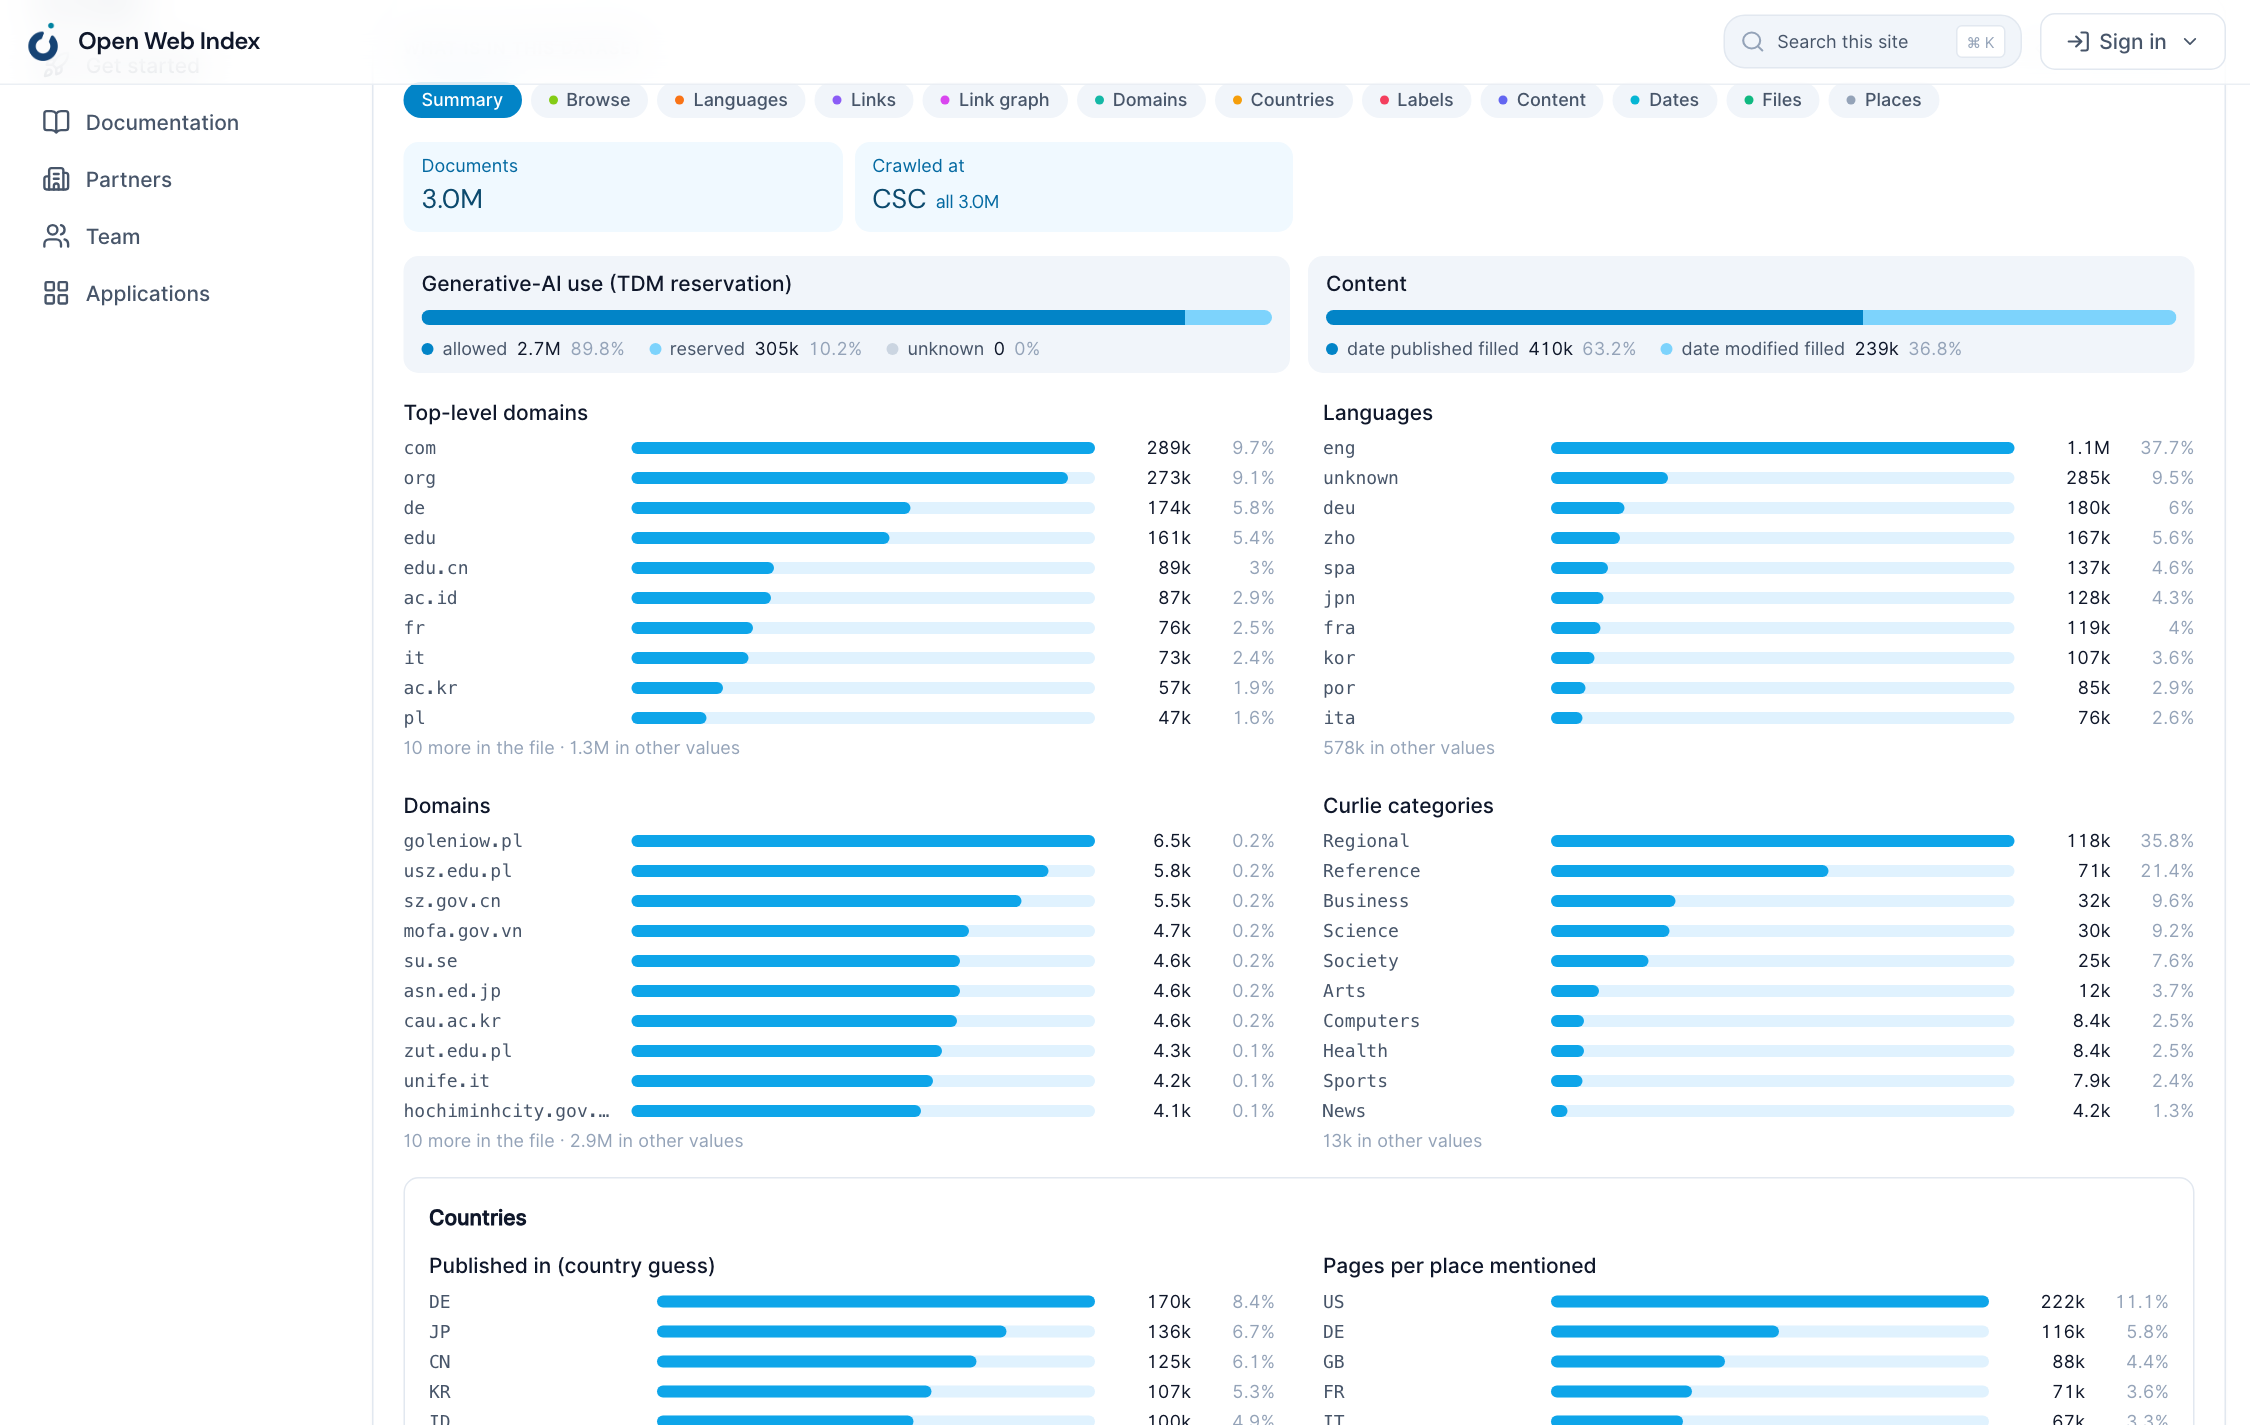 Open Web Index
Search this site
⌘ K
Sign in
Get started
Documentation
Partners
Team
Applications
Summary
Browse
Languages
Links
Link graph
Domains
Countries
Labels
Content
Dates
Files
Places
Documents
3.0M
Crawled at
CSC all 3.0M
Generative-AI use (TDM reservation)
allowed 2.7M 89.8% reserved 305k 10.2% unknown 0 0%
Content
date published filled 410k 63.2% date modified filled 239k 36.8%
Top-level domains
com 289k 9.7%
org 273k 9.1%
de 174k 5.8%
edu 161k 5.4%
edu.cn 89k 3%
ac.id 87k 2.9%
fr 76k 2.5%
it 73k 2.4%
ac.kr 57k 1.9%
pl 47k 1.6%
10 more in the file · 1.3M in other values
Languages
eng 1.1M 37.7%
unknown 285k 9.5%
deu 180k 6%
zho 167k 5.6%
spa 137k 4.6%
jpn 128k 4.3%
fra 119k 4%
kor 107k 3.6%
por 85k 2.9%
ita 76k 2.6%
578k in other values
Domains
goleniow.pl 6.5k 0.2%
usz.edu.pl 5.8k 0.2%
sz.gov.cn 5.5k 0.2%
mofa.gov.vn 4.7k 0.2%
su.se 4.6k 0.2%
asn.ed.jp 4.6k 0.2%
cau.ac.kr 4.6k 0.2%
zut.edu.pl 4.3k 0.1%
unife.it 4.2k 0.1%
hochiminhcity.gov.… 4.1k 0.1%
10 more in the file · 2.9M in other values
Curlie categories
Regional 118k 35.8%
Reference 71k 21.4%
Business 32k 9.6%
Science 30k 9.2%
Society 25k 7.6%
Arts 12k 3.7%
Computers 8.4k 2.5%
Health 8.4k 2.5%
Sports 7.9k 2.4%
News 4.2k 1.3%
13k in other values
Countries
Published in (country guess)
DE 170k 8.4%
JP 136k 6.7%
CN 125k 6.1%
KR 107k 5.3%
ID 100k 4.9%
Pages per place mentioned
US 222k 11.1%
DE 116k 5.8%
GB 88k 4.4%
FR 71k 3.6%
IT 67k 3.3%